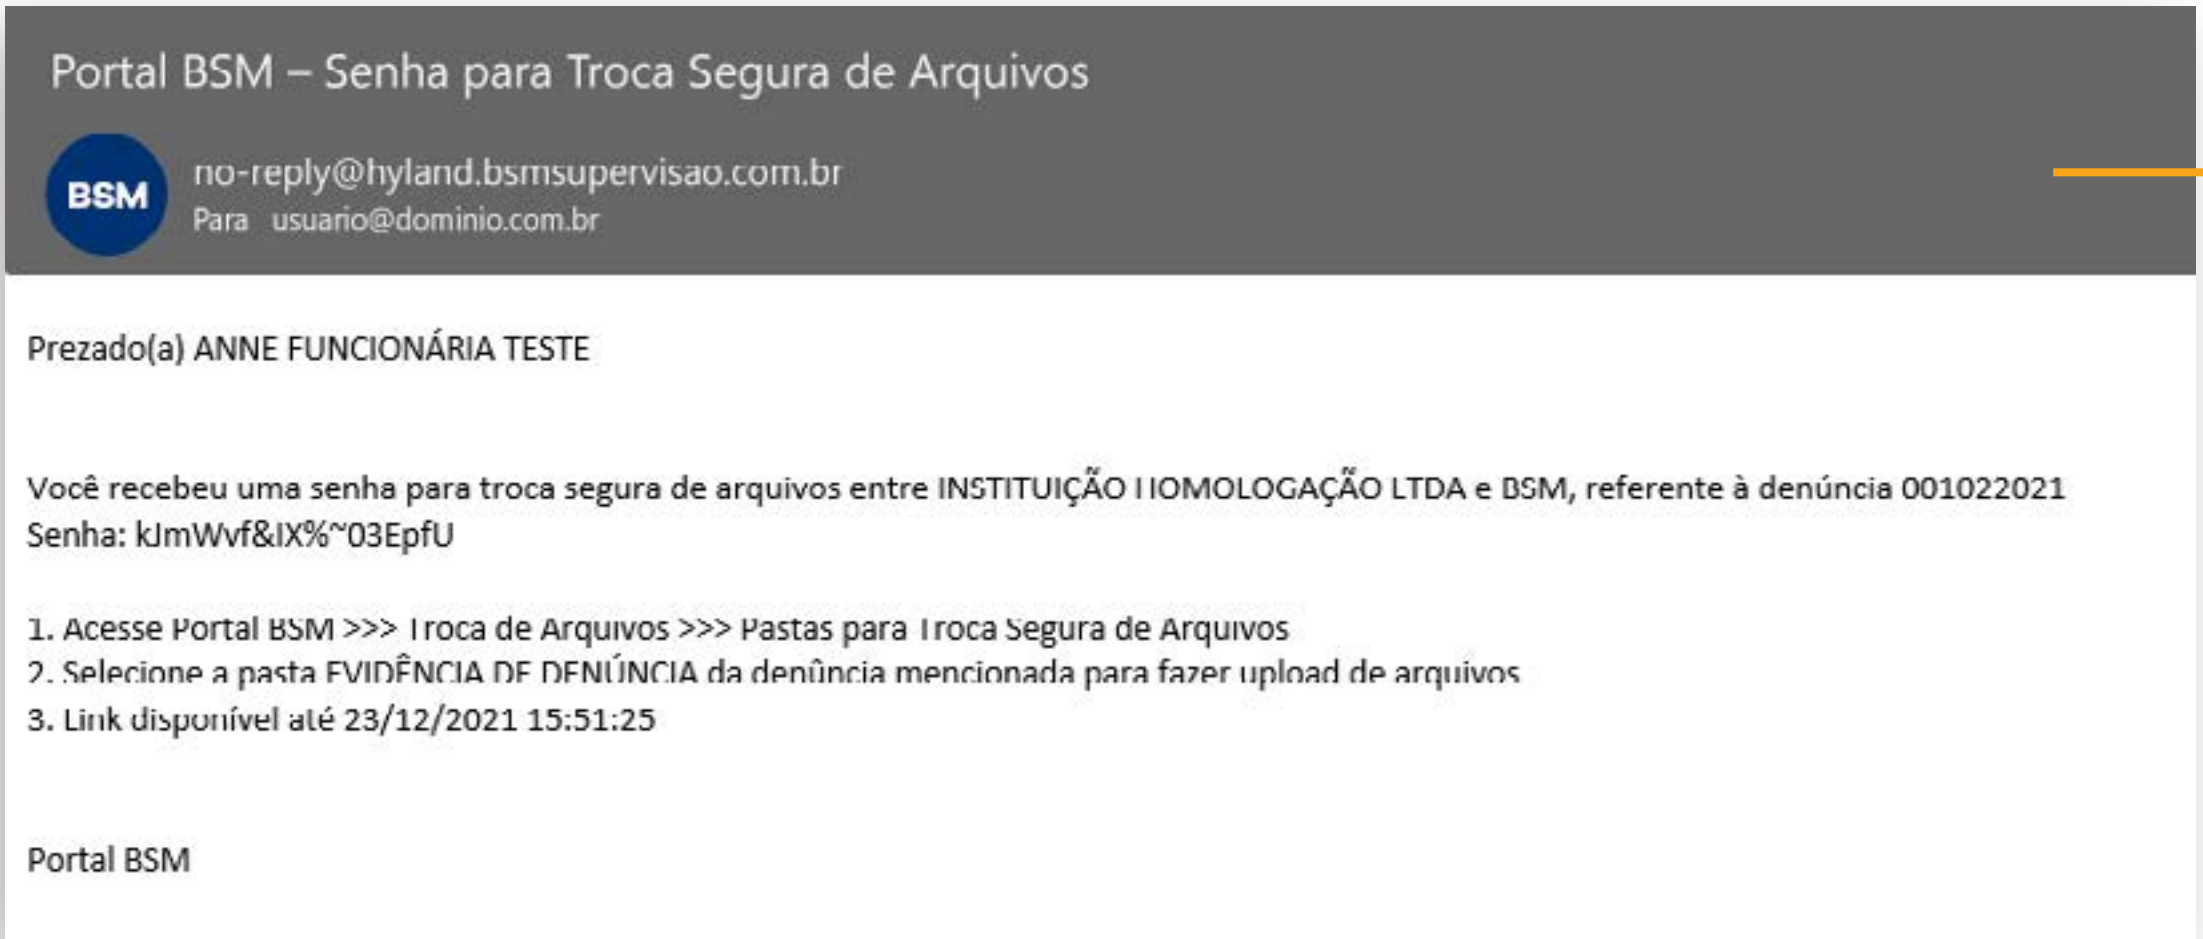 Portal BSM – Senha para Troca Segura de Arquivos
BSM
no-reply@hyland.bsmsupervisao.com.br
Para usuario@dominio.com.br
Prezado(a) ANNE FUNCIONÁRIA TESTE
Você recebeu uma senha para troca segura de arquivos entre INSTITUIÇÃO HOMOLOGAÇÃO LTDA e BSM, referente à denúncia 001022021
Senha: kJmWvf&IX%~03EpfU
1. Acesse Portal BSM >>> Troca de Arquivos >>> Pastas para Troca Segura de Arquivos
2. Selecione a pasta EVIDÊNCIA DE DENÚNCIA da denûncia mencionada para fazer upload de arquivos
3. Link disponível até 23/12/2021 15:51:25
Portal BSM